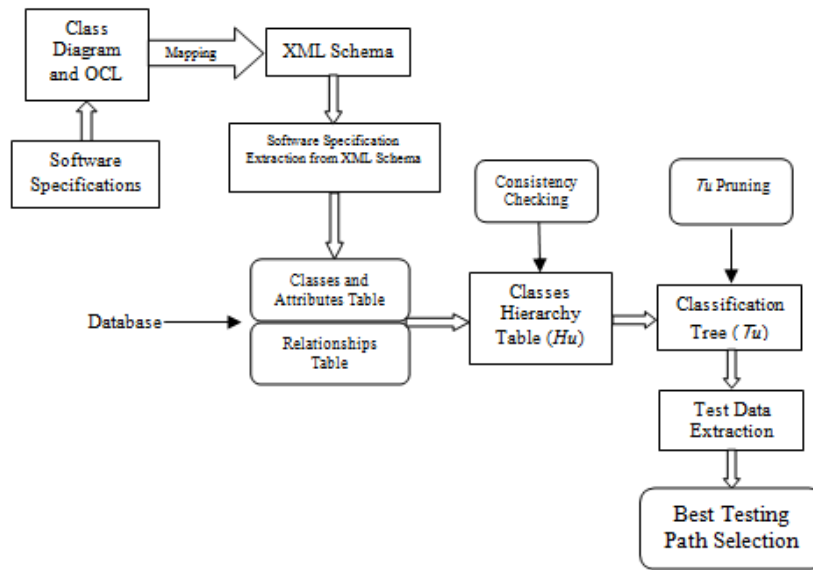 Class
Diagram
and OCL
Mapping
XML Schema
Software
Specifications
Software Specification
Extraction from XML Schema
Consistency
Checking
Tu Pruning
Database
Classes and
Attributes Table
Relationships
Table
Classes
Hierarchy
Table (Hu)
Classification
Tree ( Tu)
Test Data
Extraction
Best Testing
Path Selection